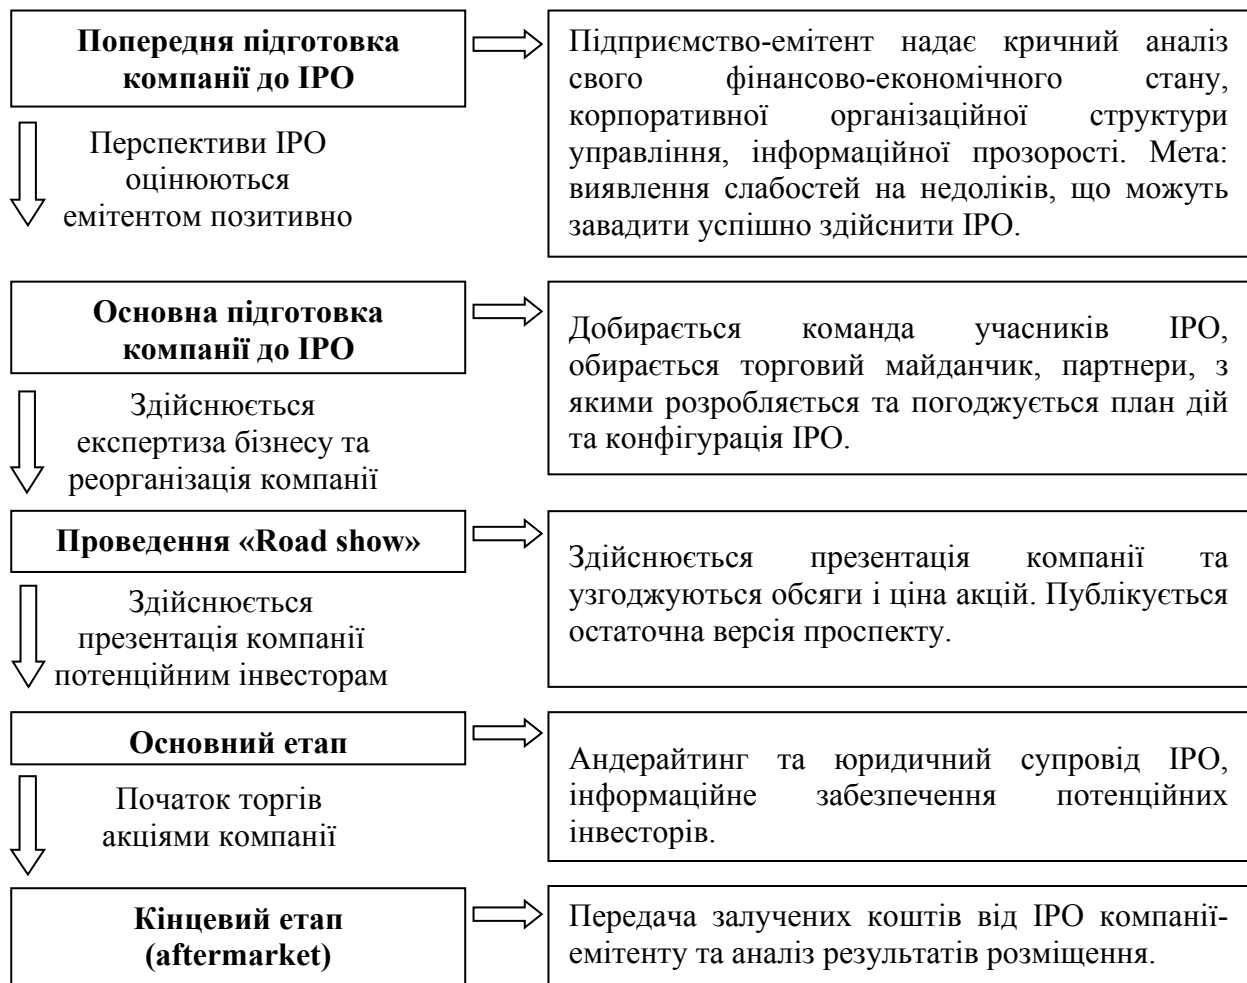 Попередня підготовка
компанії до IPO
Підприємство-емітент надає кричний аналіз
свого фінансово-економічного стану,
корпоративної організаційної структури
управління, інформаційної прозорості. Мета:
виявлення слабостей на недоліків, що можуть
завадити успішно здійснити IPO.
Перспективи IPO
оцінюються
емітентом позитивно
Основна підготовка
компанії до IPO
Добирається команда учасників IPO,
обирається торговий майданчик, партнери, з
якими розробляється та погоджується план дій
та конфігурація IPO.
Здійснюється
експертиза бізнесу та
реорганізація компанії
Проведення «Road show»
Здійснюється презентація компанії та
узгоджуються обсяги і ціна акцій. Публікується
остаточна версія проспекту.
Здійснюється
презентація компанії
потенційним інвесторам
Основний етап
Андерайтинг та юридичний супровід IPO,
інформаційне забезпечення потенційних
інвесторів.
Початок торгів
акціями компанії
Кінцевий етап
(aftermarket)
Передача залучених коштів від IPO компанії-
емітенту та аналіз результатів розміщення.